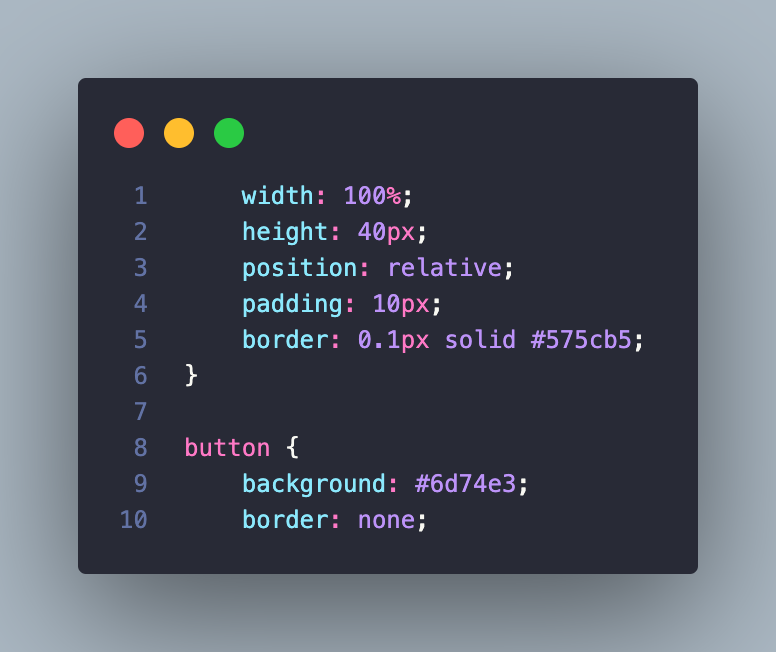 1    width: 100%;
2    height: 40px;
3    position: relative;
4    padding: 10px;
5    border: 0.1px solid #575cb5;
6 }
7
8 button {
9    background: #6d74e3;
10    border: none;